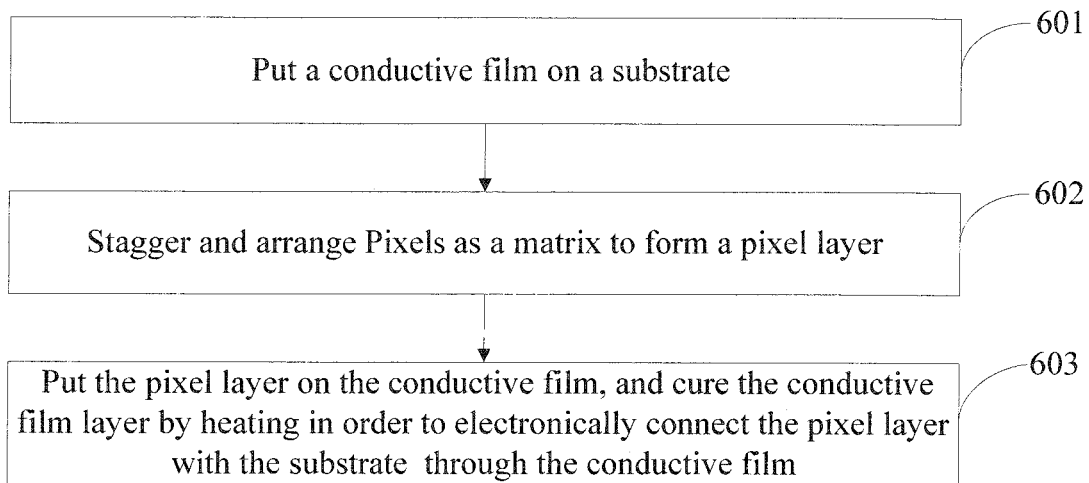 601
Put a conductive film on a substrate
602
Stagger and arrange Pixels as a matrix to form a pixel layer
603
Put the pixel layer on the conductive film, and cure the conductive
film layer by heating in order to electronically connect the pixel layer
with the substrate through the conductive film